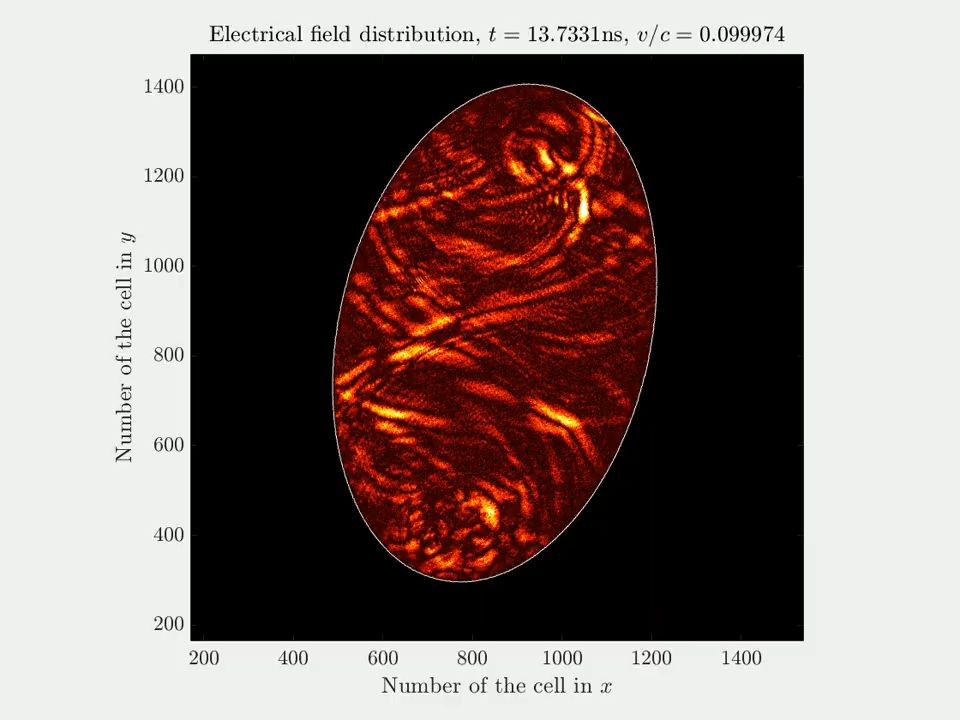 Electrical field distribution, t = 13.7331ns, v/c = 0.099974
1400
1200
1000
800
600
400
200
Number of the cell in y
200 400 600 800 1000 1200 1400
Number of the cell in x